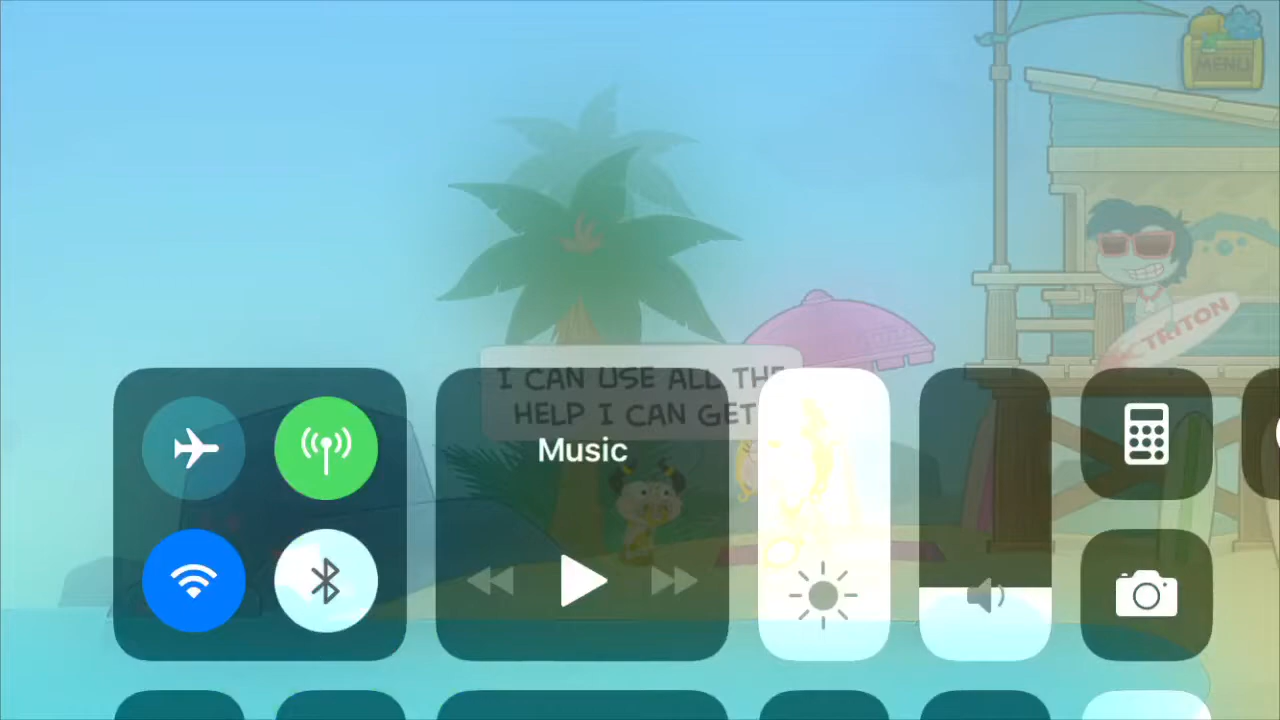 MENU
TRITON
I CAN USE ALL THE
HELP I CAN GET
Music